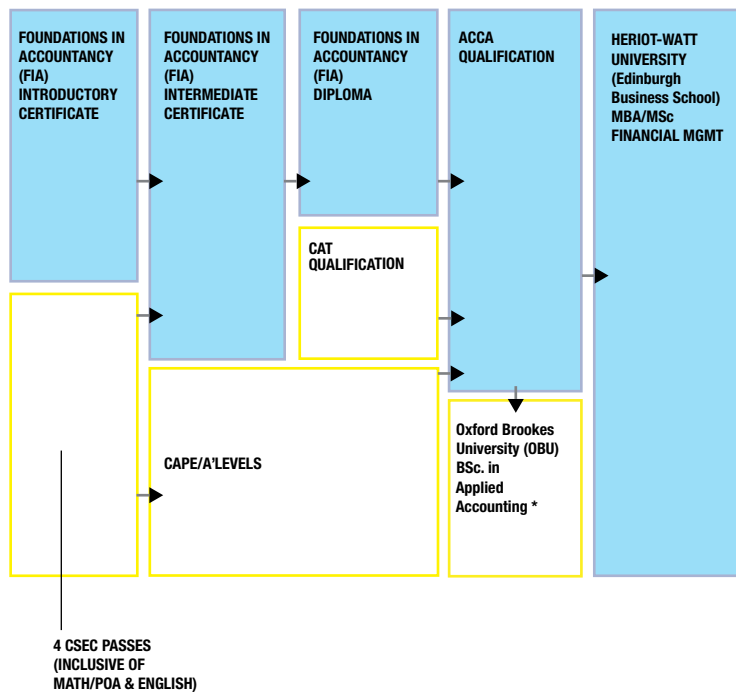 FOUNDATIONS IN
ACCOUNTANCY
(FIA)
INTRODUCTORY
CERTIFICATE
FOUNDATIONS IN
ACCOUNTANCY
(FIA)
INTERMEDIATE
CERTIFICATE
FOUNDATIONS IN
ACCOUNTANCY
(FIA)
DIPLOMA
ACCA
QUALIFICATION
HERIOT-WATT
UNIVERSITY
(Edinburgh
Business School)
MBA/MSc
FINANCIAL MGMT
CAT
QUALIFICATION
CAPE/A'LEVELS
Oxford Brookes
University (OBU)
BSc. in
Applied
Accounting *
4 CSEC PASSES
(INCLUSIVE OF
MATH/POA & ENGLISH)